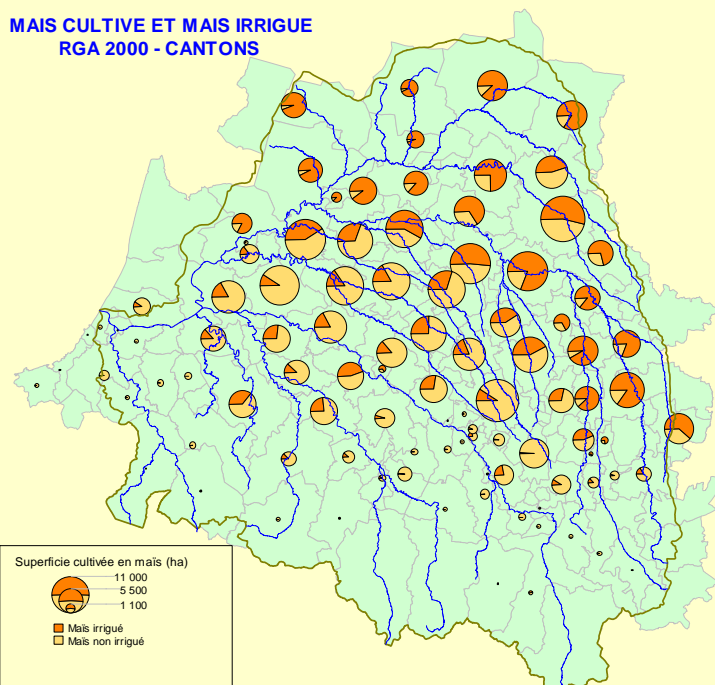 MAIS CULTIVE ET MAIS IRRIGUE
RGA 2000 - CANTONS
Superficie cultivée en maïs (ha)
11 000
5 500
1 100
Maïs irrigué
Maïs non irrigué